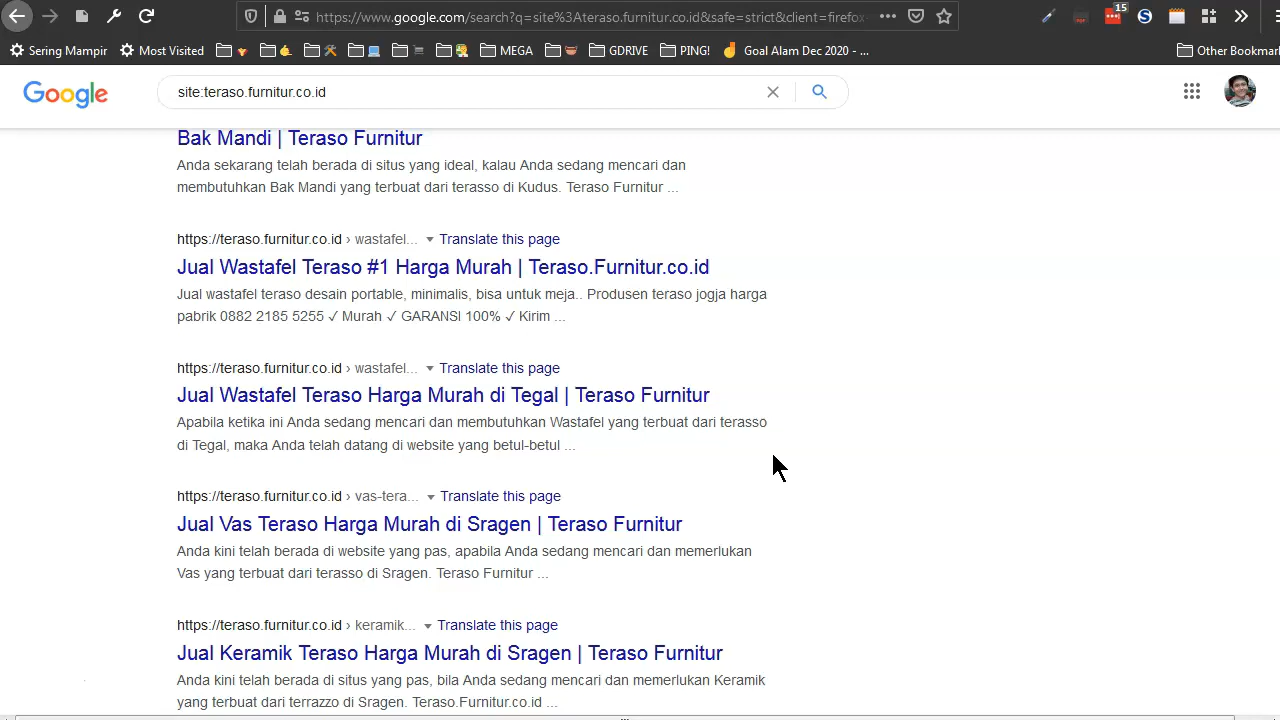 https://www.google.com/search?q=site%3Ateraso.furnitur.co.id&safe=strict&client=firefox-
15
Sering Mampir
Most Visited
MEGA
GDRIVE
PING!
Goal Alam Dec 2020 - ...
Other Bookmar
Google
site:teraso.furnitur.co.id
Bak Mandi | Teraso Furnitur
Anda sekarang telah berada di situs yang ideal, kalau Anda sedang mencari dan
membutuhkan Bak Mandi yang terbuat dari terasso di Kudus. Teraso Furnitur ...
https://teraso.furnitur.co.id › wastafel... Translate this page
Jual Wastafel Teraso #1 Harga Murah | Teraso.Furnitur.co.id
Jual wastafel teraso desain portable, minimalis, bisa untuk meja.. Produsen teraso jogja harga
pabrik 0882 2185 5255 ✓ Murah ✓ GARANSI 100% ✓ Kirim ...
https://teraso.furnitur.co.id › wastafel... Translate this page
Jual Wastafel Teraso Harga Murah di Tegal | Teraso Furnitur
Apabila ketika ini Anda sedang mencari dan membutuhkan Wastafel yang terbuat dari terasso
di Tegal, maka Anda telah datang di website yang betul-betul ...
https://teraso.furnitur.co.id › vas-tera... Translate this page
Jual Vas Teraso Harga Murah di Sragen | Teraso Furnitur
Anda kini telah berada di website yang pas, apabila Anda sedang mencari dan memerlukan
Vas yang terbuat dari terasso di Sragen. Teraso Furnitur ...
https://teraso.furnitur.co.id › keramik... Translate this page
Jual Keramik Teraso Harga Murah di Sragen | Teraso Furnitur
Anda kini telah berada di situs yang pas, bila Anda sedang mencari dan memerlukan Keramik
yang terbuat dari terrazzo di Sragen. Teraso.Furnitur.co.id ...